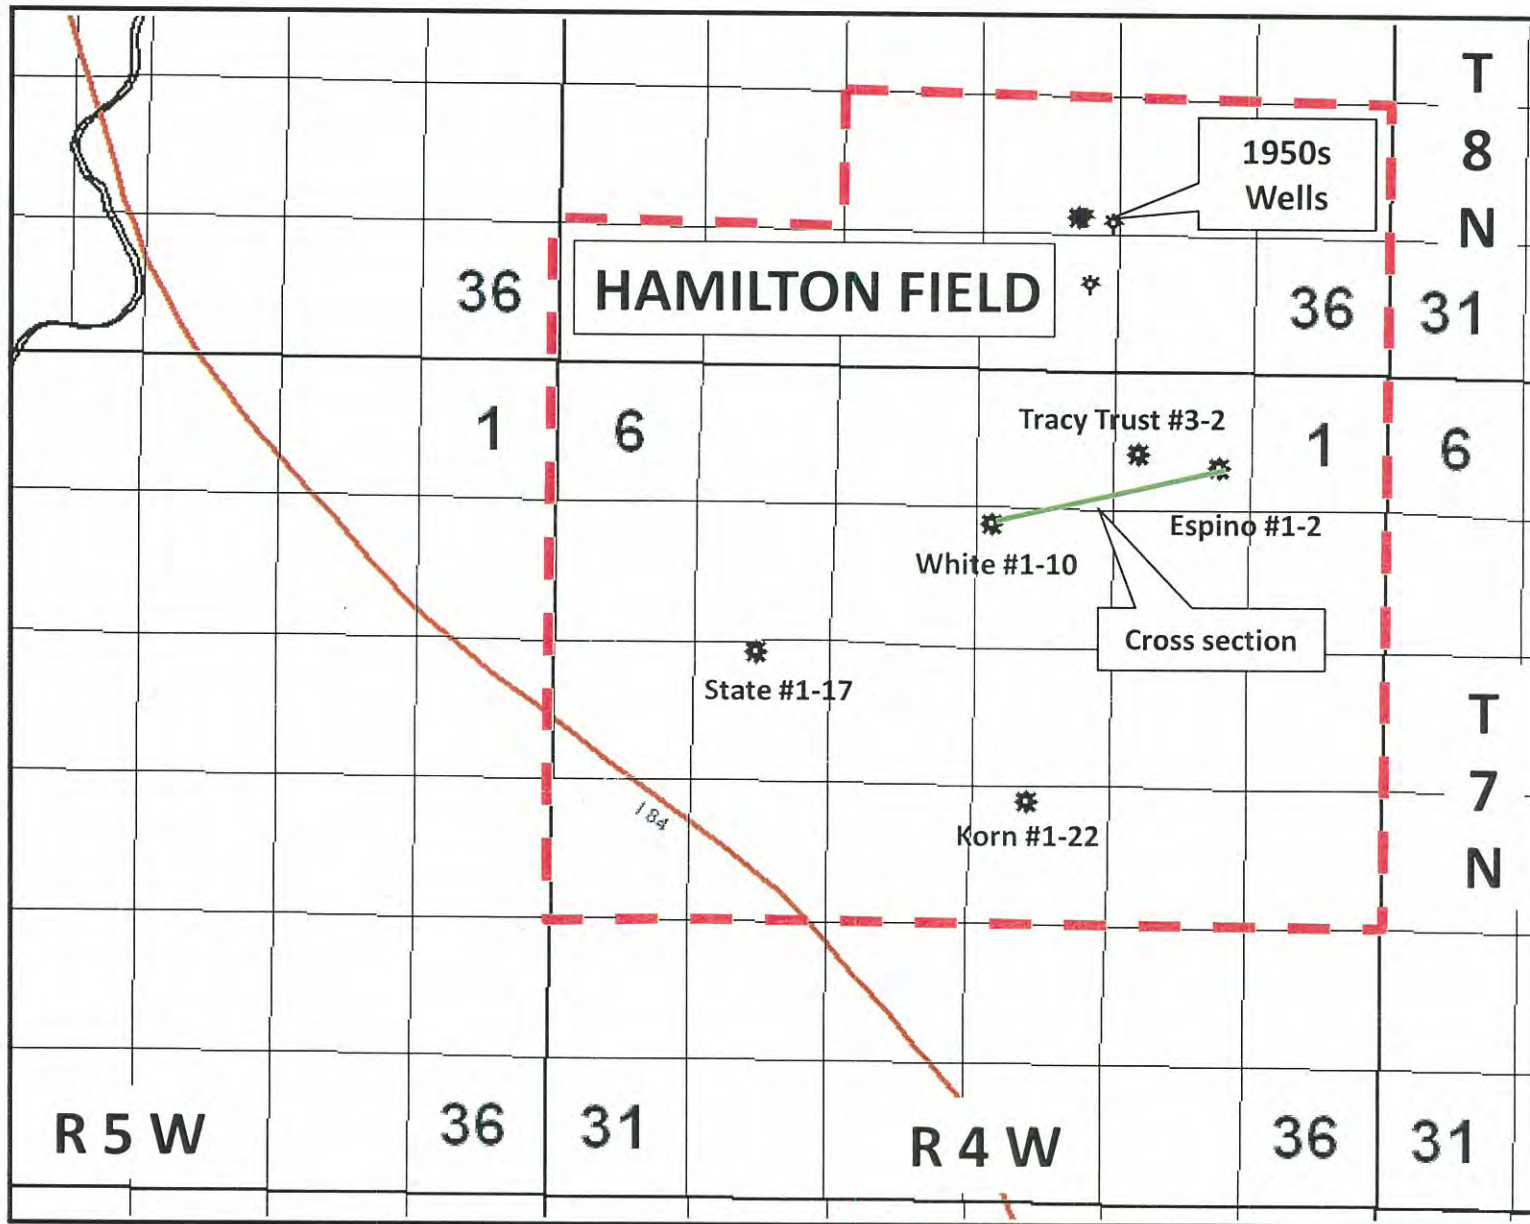 T
8
N
1950s
Wells
36
HAMILTON FIELD
36
31
1
6
Tracy Trust #3-2
1
6
Espino #1-2
White #1-10
Cross section
State #1-17
T
7
N
184
Korn #1-22
R 5 W
36
31
R 4 W
36
31